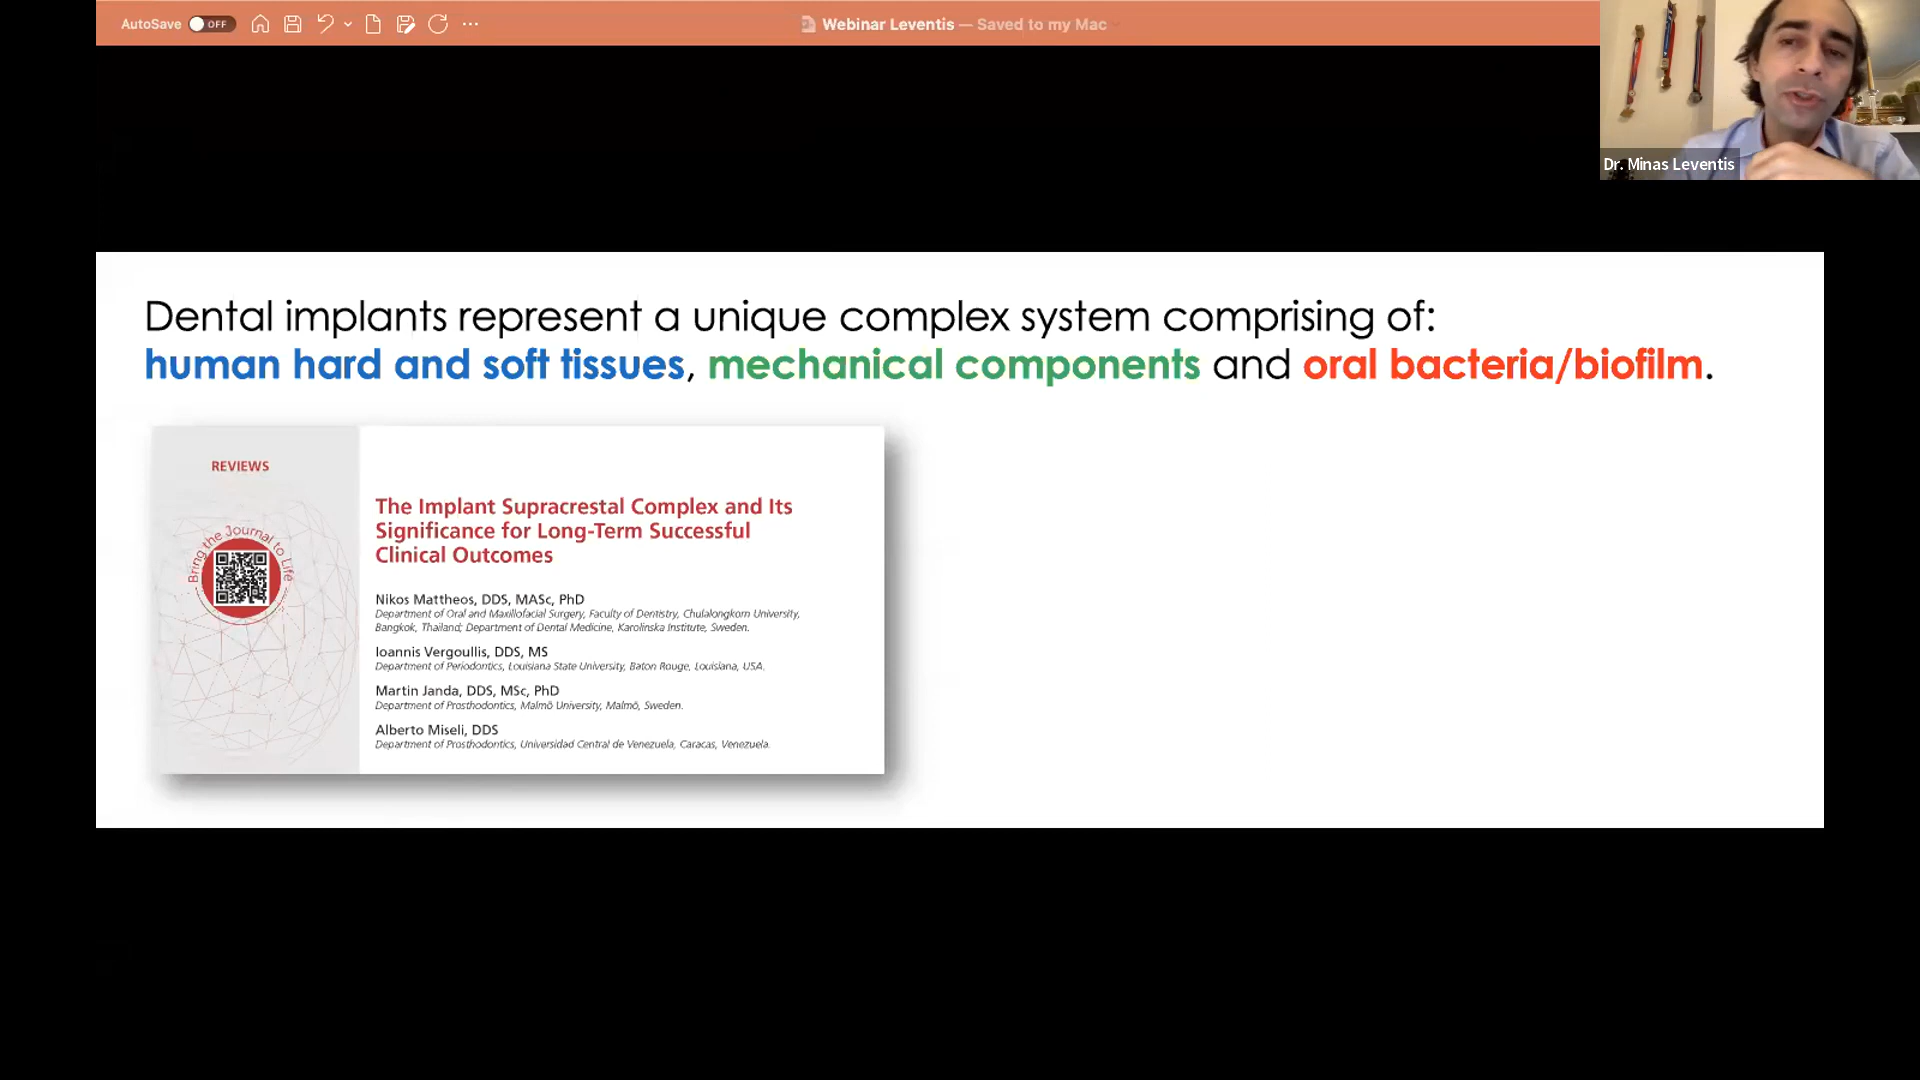 AutoSave OFF
Webinar Leventis — Saved to my Mac
Dr. Minas Leventis
Dental implants represent a unique complex system comprising of:
human hard and soft tissues, mechanical components and oral bacteria/biofilm.
REVIEWS
Bring the Journal to Life
The Implant Supracrestal Complex and Its
Significance for Long-Term Successful
Clinical Outcomes
Nikos Mattheos, DDS, MASc, PhD
Department of Oral and Maxillofacial Surgery, Faculty of Dentistry, Chulalongkorn University,
Bangkok, Thailand; Department of Dental Medicine, Karolinska Institute, Sweden.
Ioannis Vergoullis, DDS, MS
Department of Periodontics, Louisiana State University, Baton Rouge, Louisiana, USA.
Martin Janda, DDS, MSc, PhD
Department of Prosthodontics, Malmö University, Malmö, Sweden.
Alberto Miseli, DDS
Department of Prosthodontics, Universidad Central de Venezuela, Caracas, Venezuela.